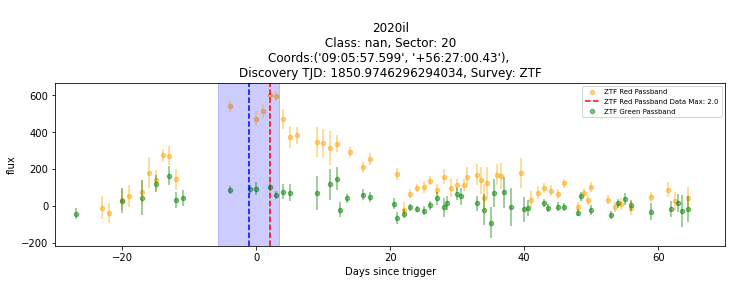 2020il
Class: nan, Sector: 20
Coords:('09:05:57.599', '+56:27:00.43'),
Discovery TJD: 1850.9746296294034, Survey: ZTF
ZTF Red Passband
ZTF Red Passband Data Max: 2.0
ZTF Green Passband
flux
600
400
200
0
−200
−20
0
20
40
60
Days since trigger